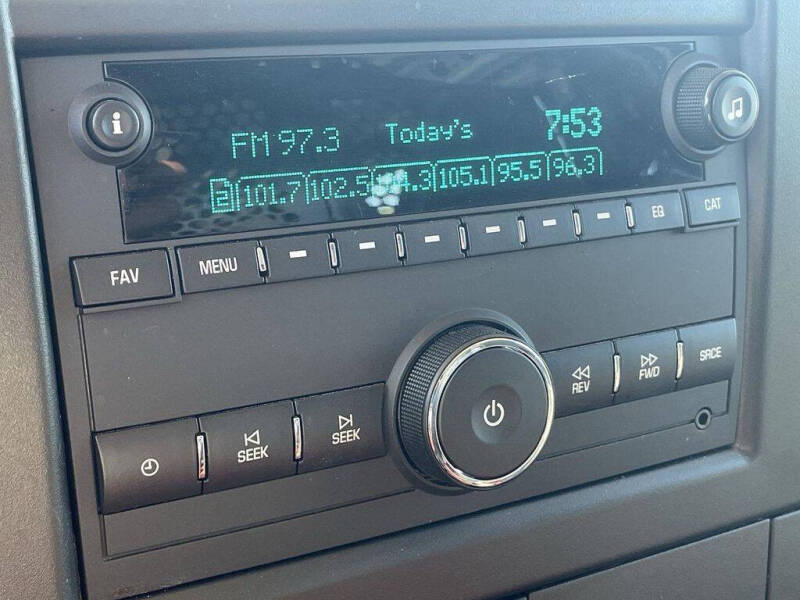 i
FM 97.3 Today's 7:53
2 101.7 102.5 105.1 95.5 96.3
FAV MENU EQ CAT
SEEK SEEK REV FWD SRCE